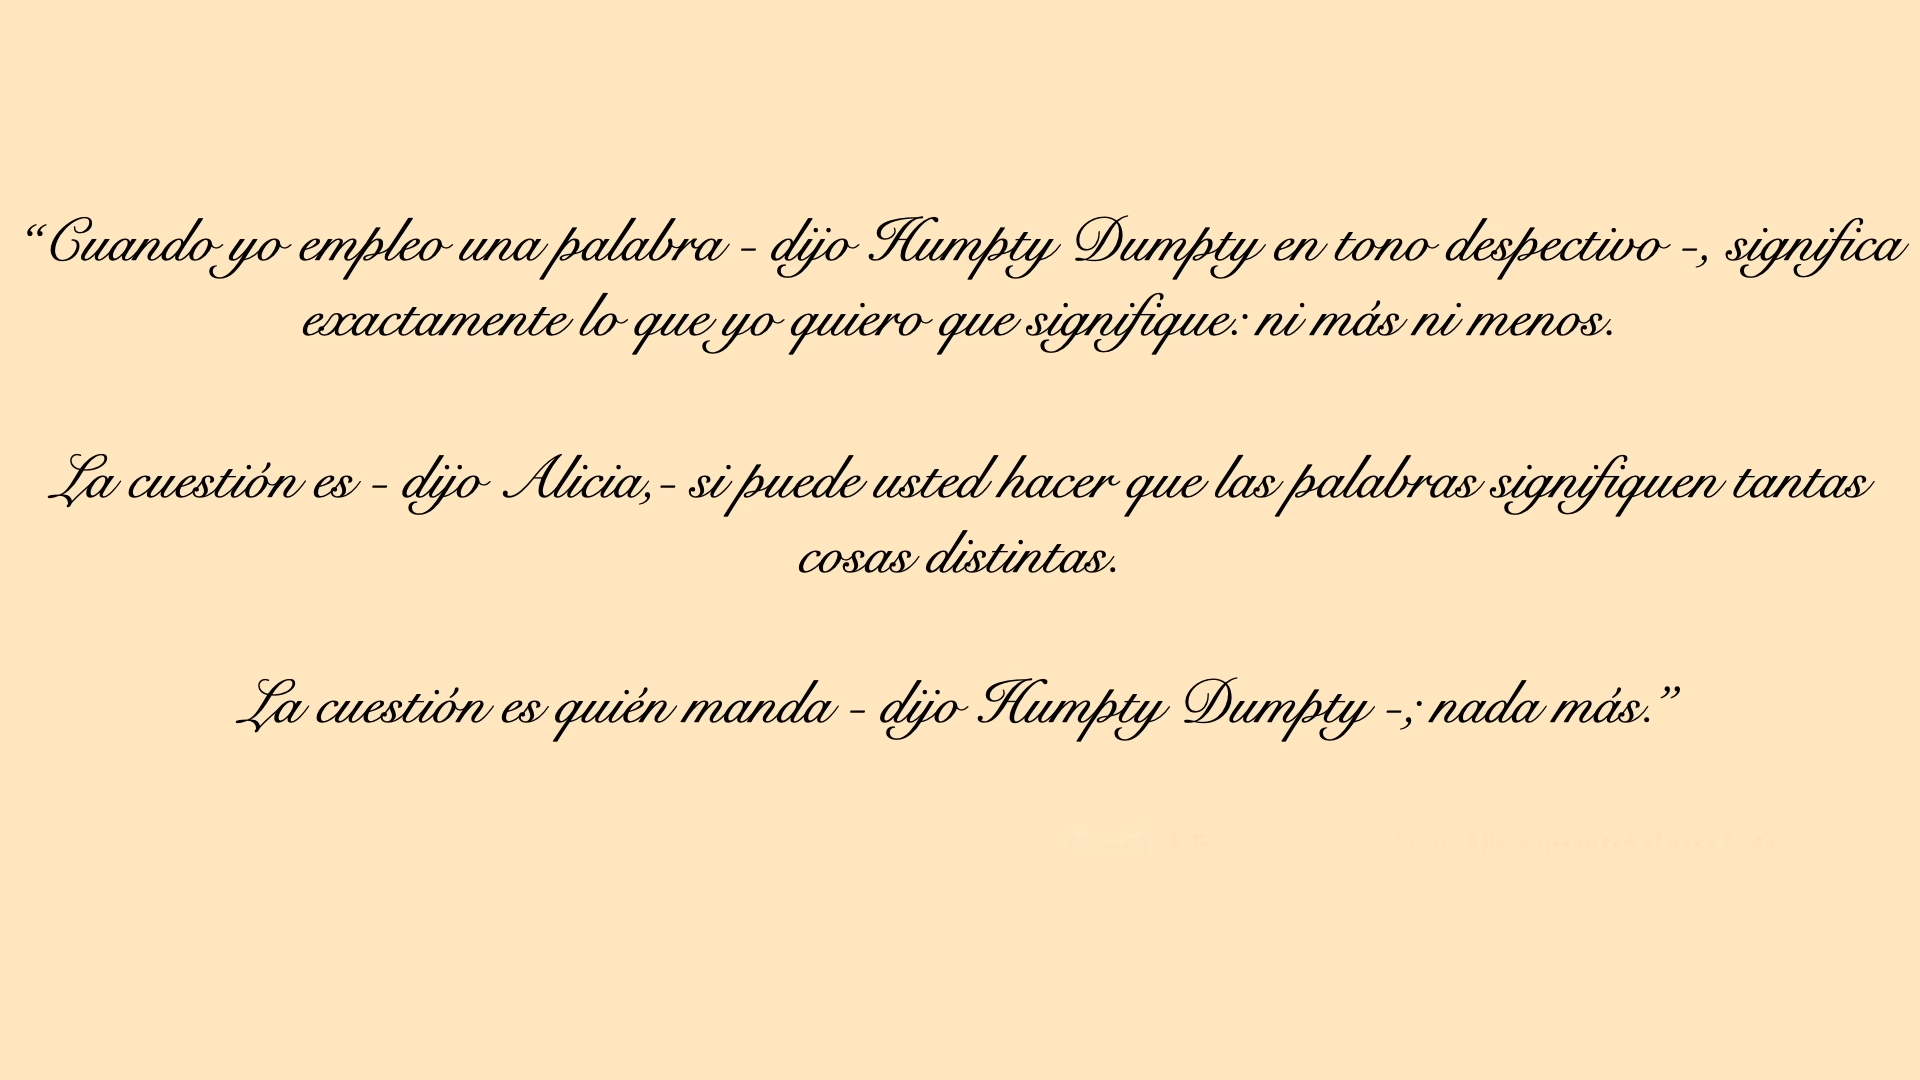 “Cuando yo empleo una palabra - dijo Humpty Dumpty en tono despectivo -, significa
exactamente lo que yo quiero que signifique: ni más ni menos.
La cuestión es - dijo Alicia,- si puede usted hacer que las palabras signifiquen tantas
cosas distintas.
La cuestión es quién manda - dijo Humpty Dumpty -; nada más.”